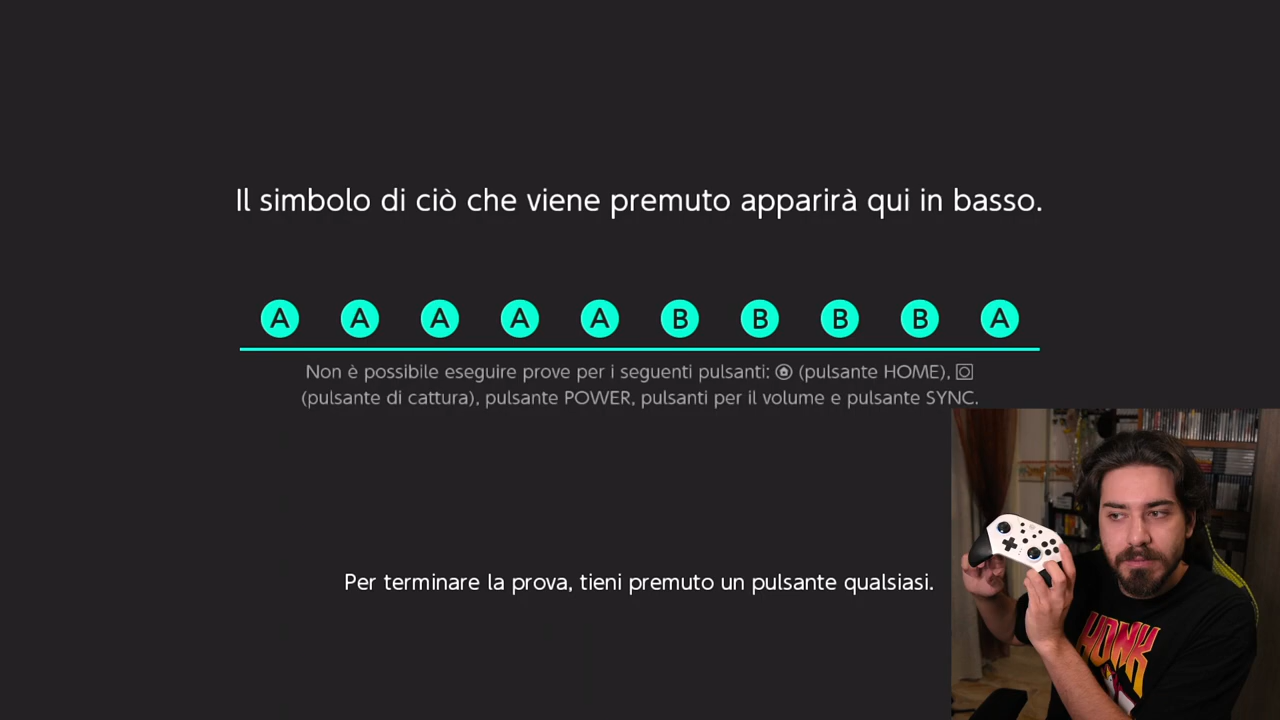 Il simbolo di ciò che viene premuto apparirà qui in basso.
A A A A A B B B B A
Non è possibile eseguire prove per i seguenti pulsanti: (pulsante HOME),
(pulsante di cattura), pulsante POWER, pulsanti per il volume e pulsante SYNC.
Per terminare la prova, tieni premuto un pulsante qualsiasi.
HONK